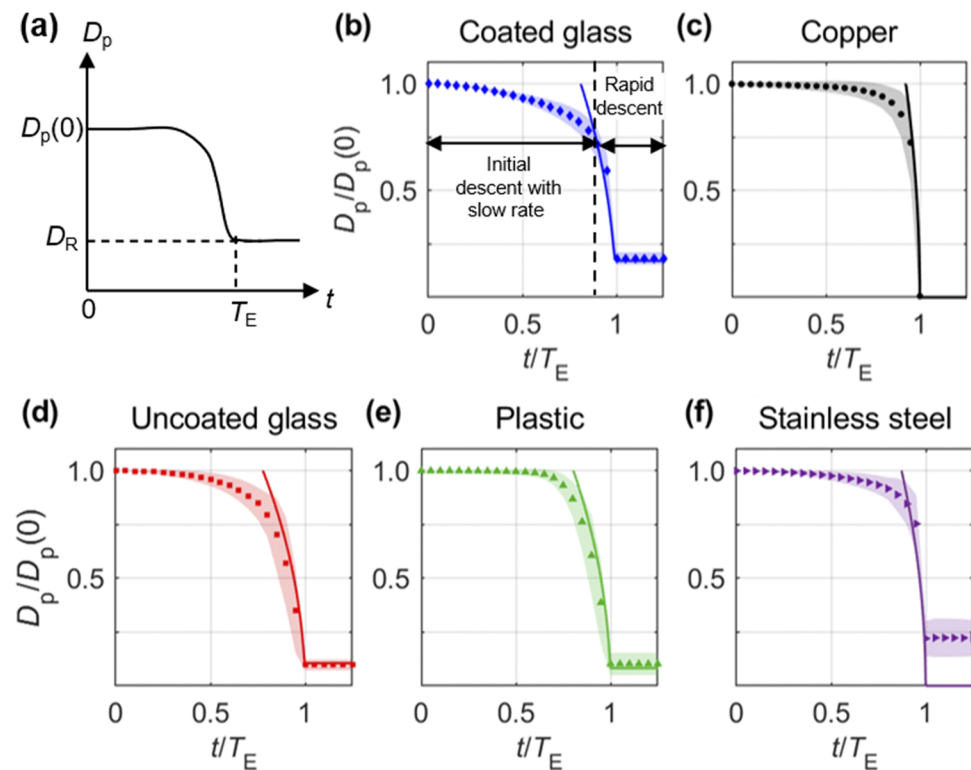 (a)
Dp
Dp(0)
DR
0
TE
t
(b) Coated glass
Dp/Dp(0)
1.0
0.5
Rapid
descent
Initial
descent with
slow rate
0 0.5 1
t/TE
(c) Copper
1.0
0.5
0 0.5 1
t/TE
(d) Uncoated glass
Dp/Dp(0)
1.0
0.5
0 0.5 1
t/TE
(e) Plastic
1.0
0.5
0 0.5 1
t/TE
(f) Stainless steel
1.0
0.5
0 0.5 1
t/TE